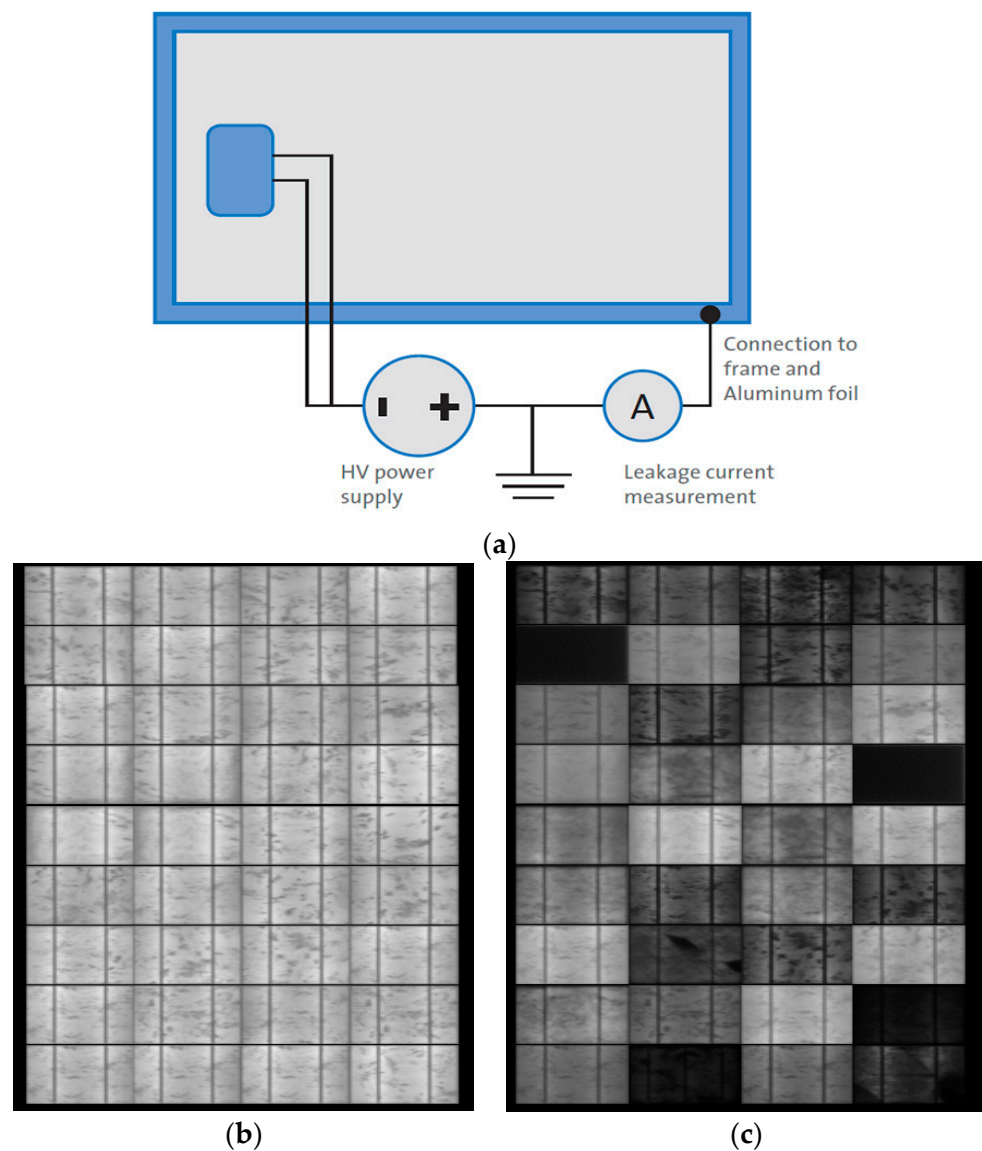 Connection to
frame and
Aluminum foil
- +
A
HV power
supply
Leakage current
measurement
(a)
(b)
(c)